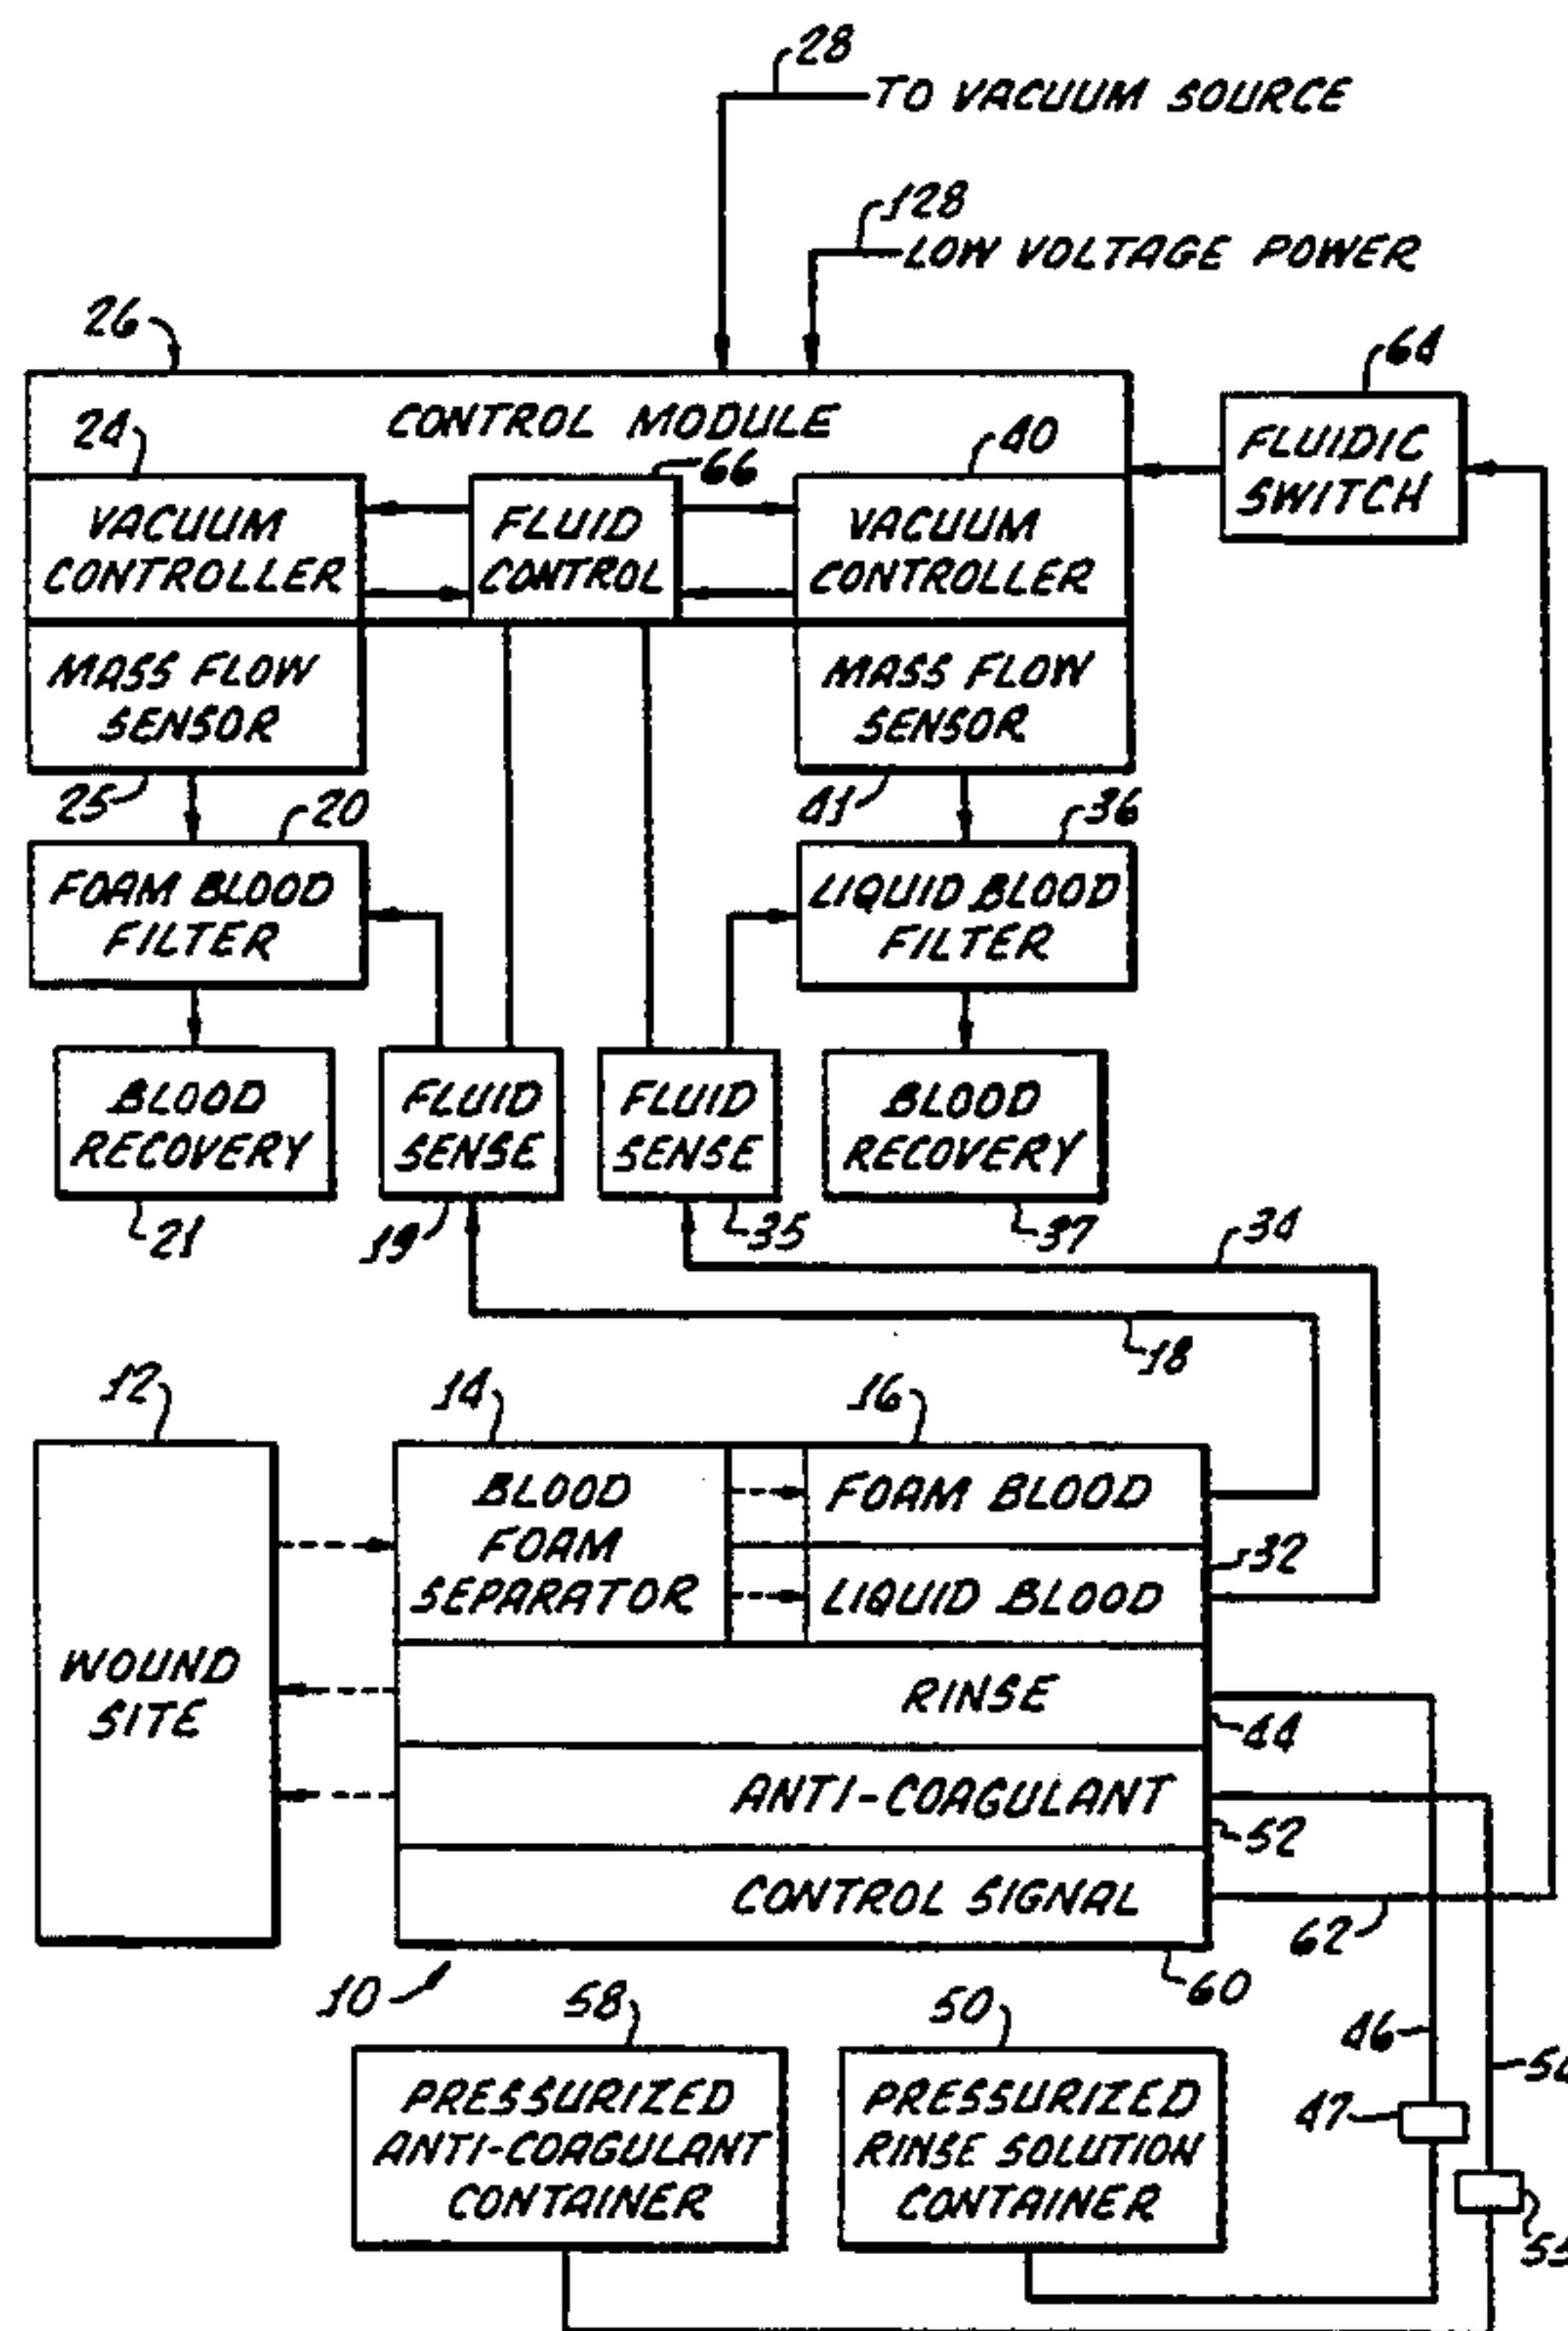 28
TO VACUUM SOURCE
128
LOW VOLTAGE POWER
26
64
CONTROL MODULE
24
66
40
FLUIDIC
SWITCH
VACUUM
CONTROLLER
FLUID
CONTROL
VACUUM
CONTROLLER
MASS FLOW
SENSOR
MASS FLOW
SENSOR
25
20
41
36
FOAM BLOOD
FILTER
LIQUID BLOOD
FILTER
BLOOD
RECOVERY
FLUID
SENSE
FLUID
SENSE
BLOOD
RECOVERY
21
19
35
37
34
18
12
14
16
WOUND
SITE
BLOOD
FOAM
SEPARATOR
FOAM BLOOD
32
LIQUID BLOOD
RINSE
44
ANTI-COAGULANT
52
CONTROL SIGNAL
62
10
60
58
50
46
47
PRESSURIZED
ANTI-COAGULANT
CONTAINER
PRESSURIZED
RINSE SOLUTION
CONTAINER
55